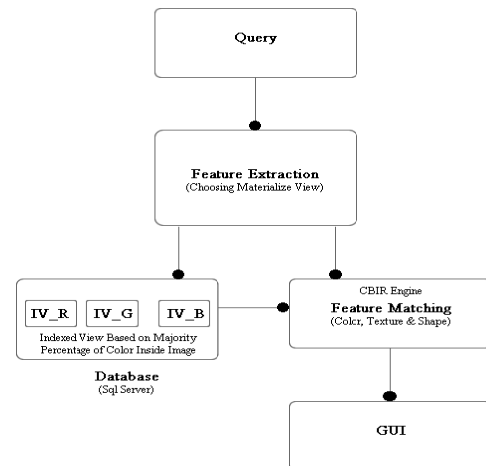 Query
Feature Extraction
(Choosing Materialize View)
IV_R IV_G IV_B
Indexed View Based on Majority
Percentage of Color Inside Image
Database
(Sql Server)
CBIR Engine
Feature Matching
(Color, Texture & Shape)
GUI